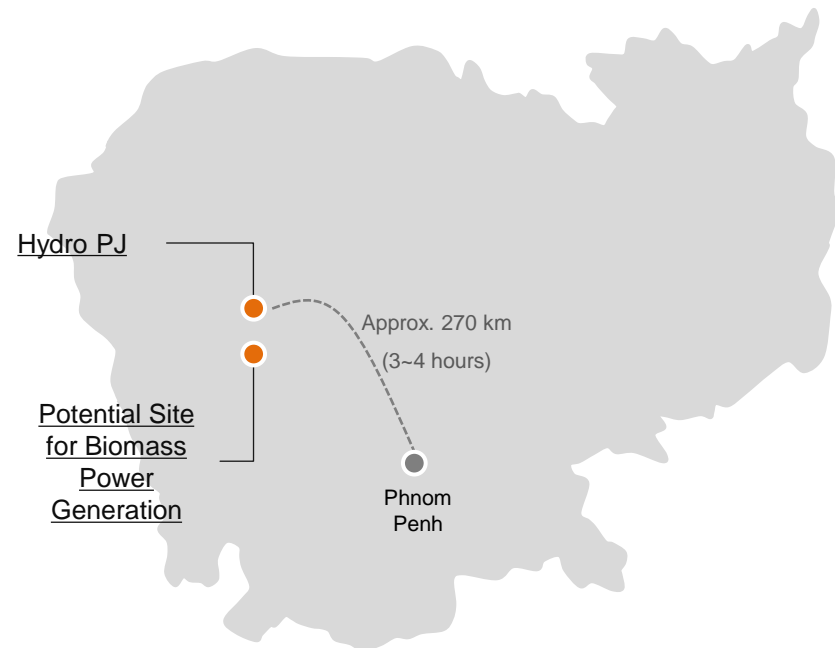 Hydro PJ
Approx. 270 km
(3~4 hours)
Potential Site
for Biomass
Power
Generation
Phnom
Penh